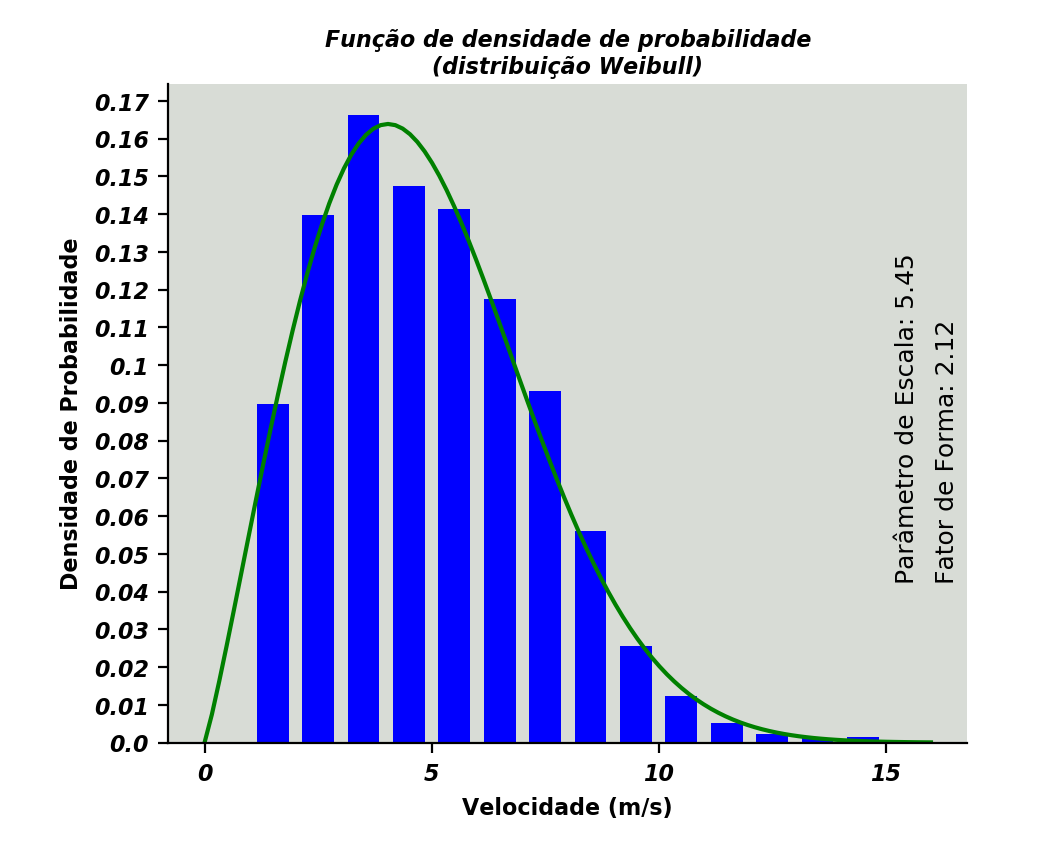 Função de densidade de probabilidade
(distribuição Weibull)
Densidade de Probabilidade
0.17
0.16
0.15
0.14
0.13
0.12
0.11
0.1
0.09
0.08
0.07
0.06
0.05
0.04
0.03
0.02
0.01
0.0
Parâmetro de Escala: 5.45
Fator de Forma: 2.12
0 5 10 15
Velocidade (m/s)